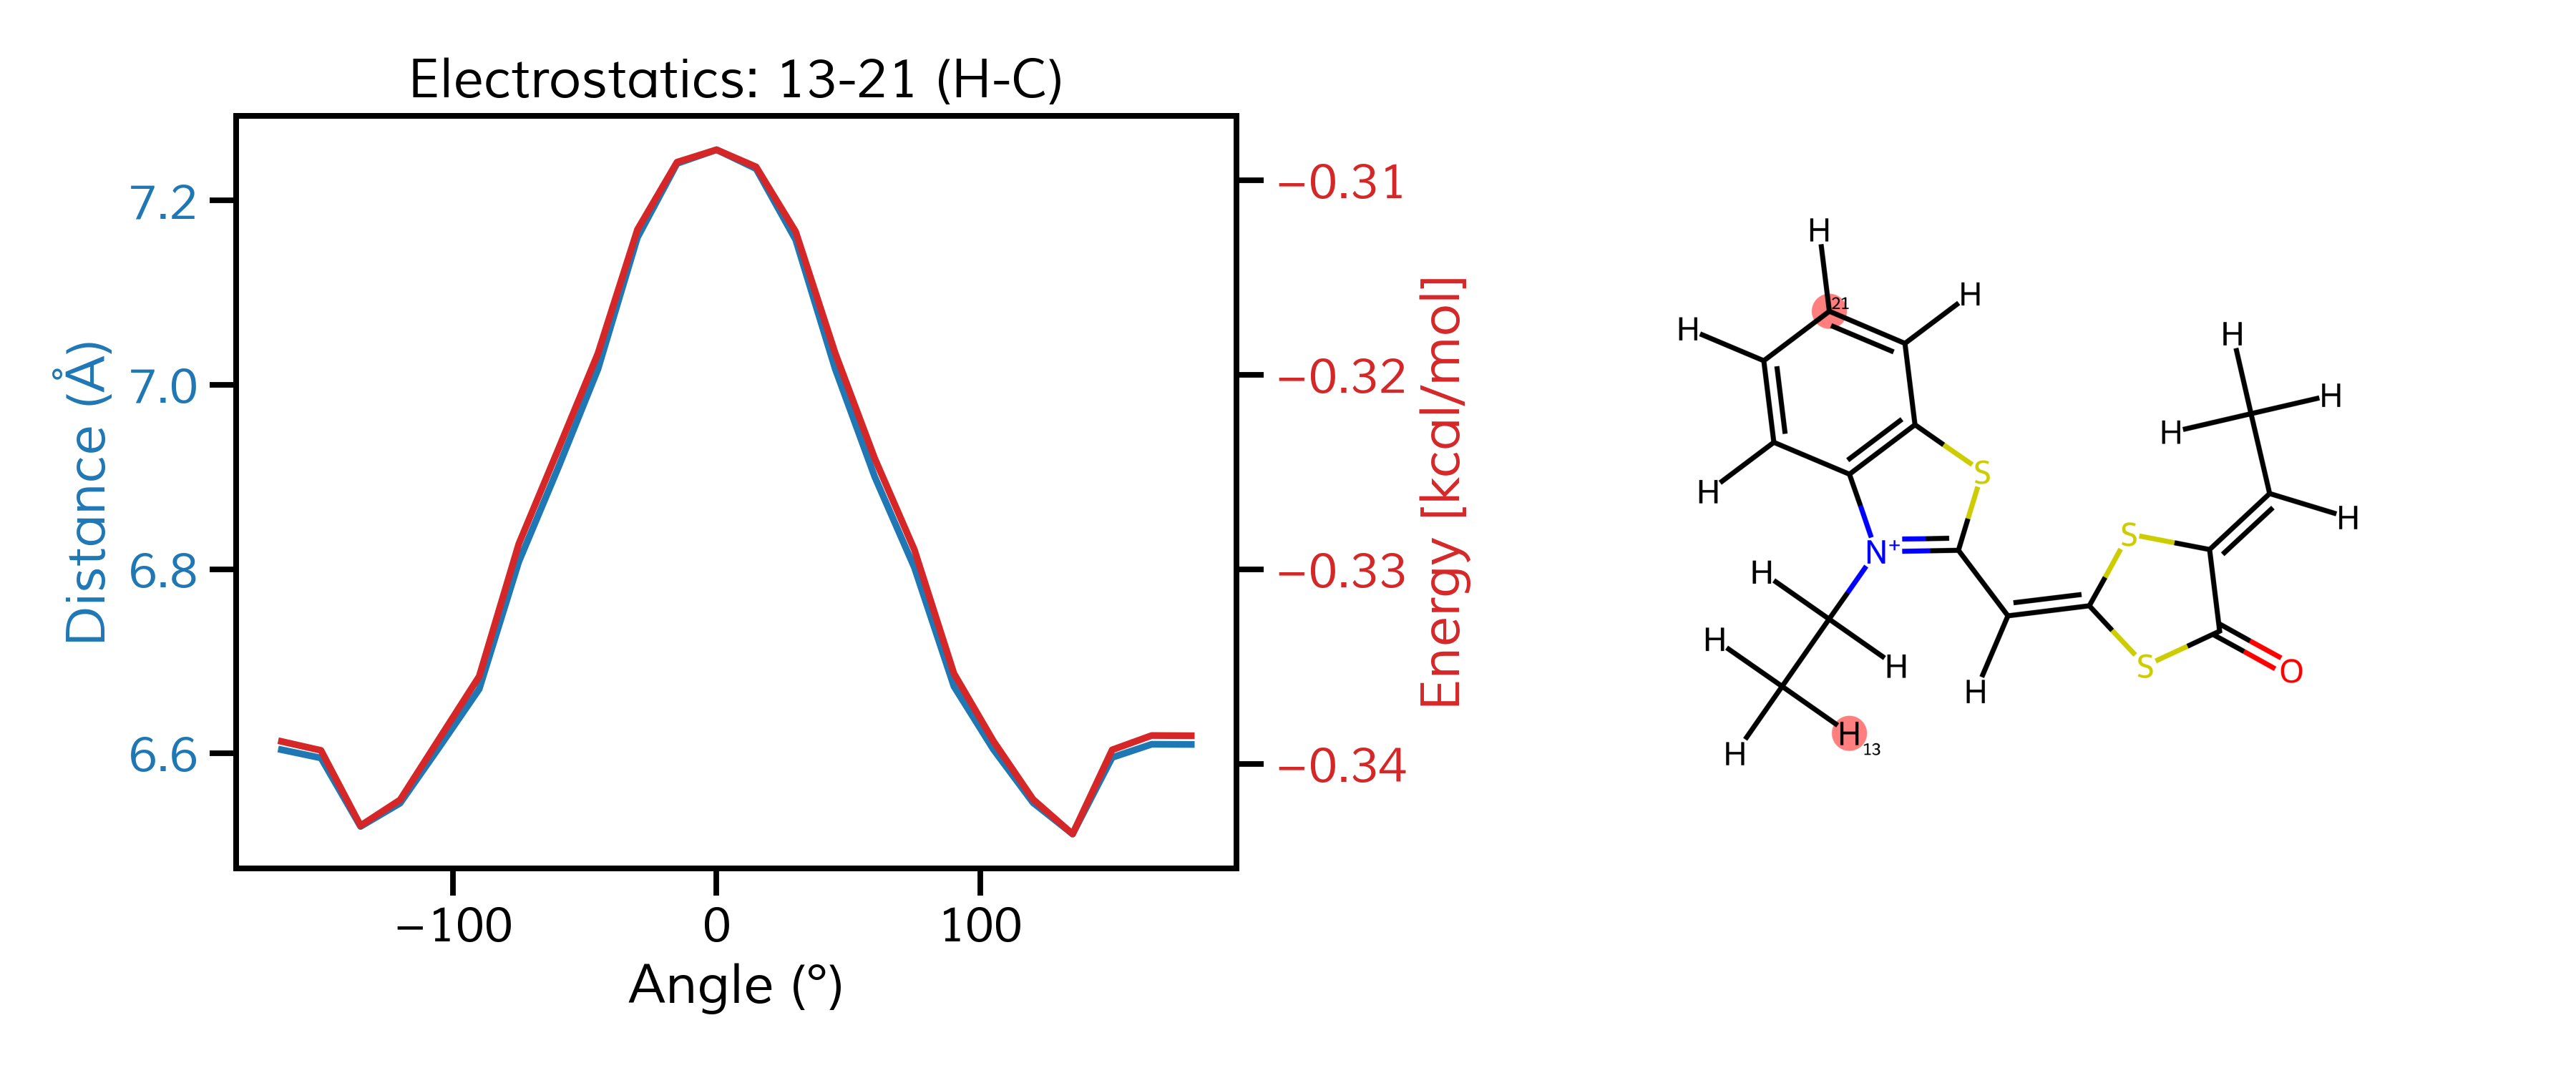 Electrostatics: 13-21 (H-C)
Distance (Å)
7.2
7.0
6.8
6.6
−0.31
−0.32
−0.33
−0.34
Energy [kcal/mol]
−100 0 100
Angle (°)
H
H
21
H
H
H
H
H
S
H
H
S
N+
H
H
H
S
O
H
H
H
13